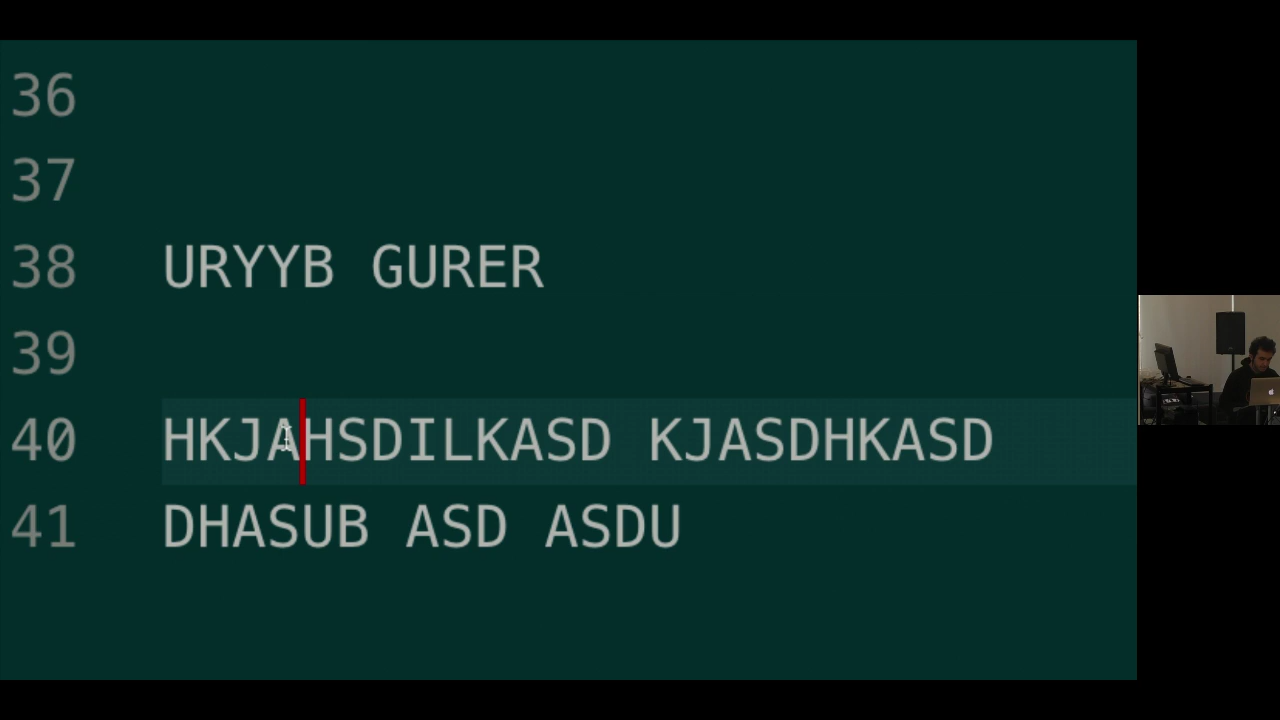 36
37
38 URYYB GURER
39
40 HKJAHSDILKASD KJASDHKASD
41 DHASUB ASD ASDU